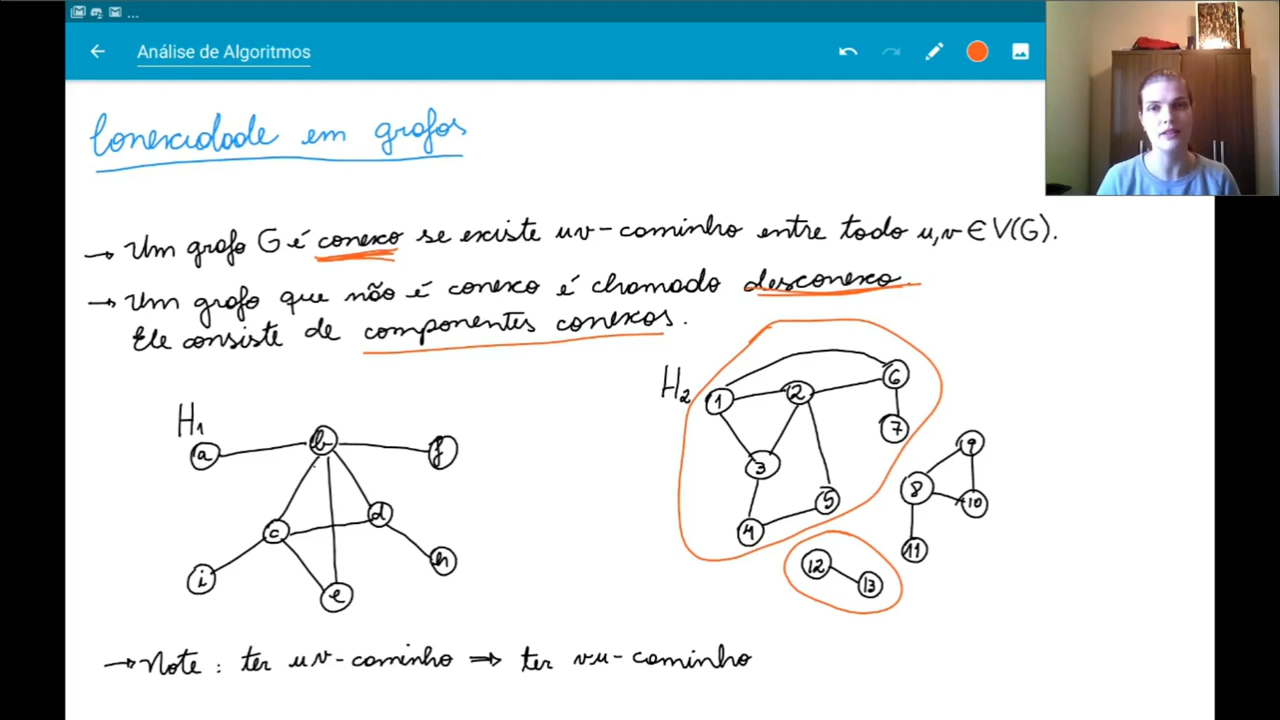 Análise de Algoritmos
Conexidade em grafos
→ Um grafo G é conexo se existe uv-caminho entre todo u,v ∈ V(G).
→ Um grafo que não é conexo é chamado desconexo.
Ele consiste de componentes conexos.
H₁
a
b
f
c
d
i
e
h
H₂
1
2
6
3
7
4
5
9
8
10
11
12
13
→ Note: ter uv-caminho ⇒ ter vu-caminho